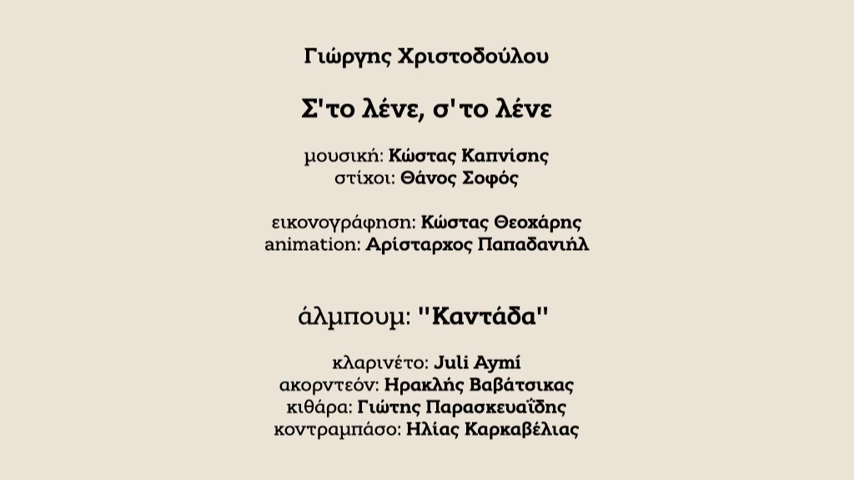 Γιώργης Χριστοδούλου
Σ'το λένε, σ'το λένε
μουσική: Κώστας Καπνίσης
στίχοι: Θάνος Σοφός
εικονογράφηση: Κώστας Θεοχάρης
animation: Αρίσταρχος Παπαδανιήλ
άλμπουμ: "Καντάδα"
κλαρινέτο: Juli Aymí
ακορντεόν: Ηρακλής Βαβάτσικας
κιθάρα: Γιώτης Παρασκευαΐδης
κοντραμπάσο: Ηλίας Καρκαβέλιας